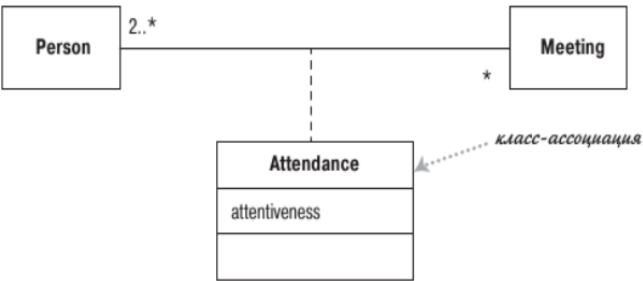 2..*
Person
Meeting
*
класс-ассоциация
Attendance
attentiveness